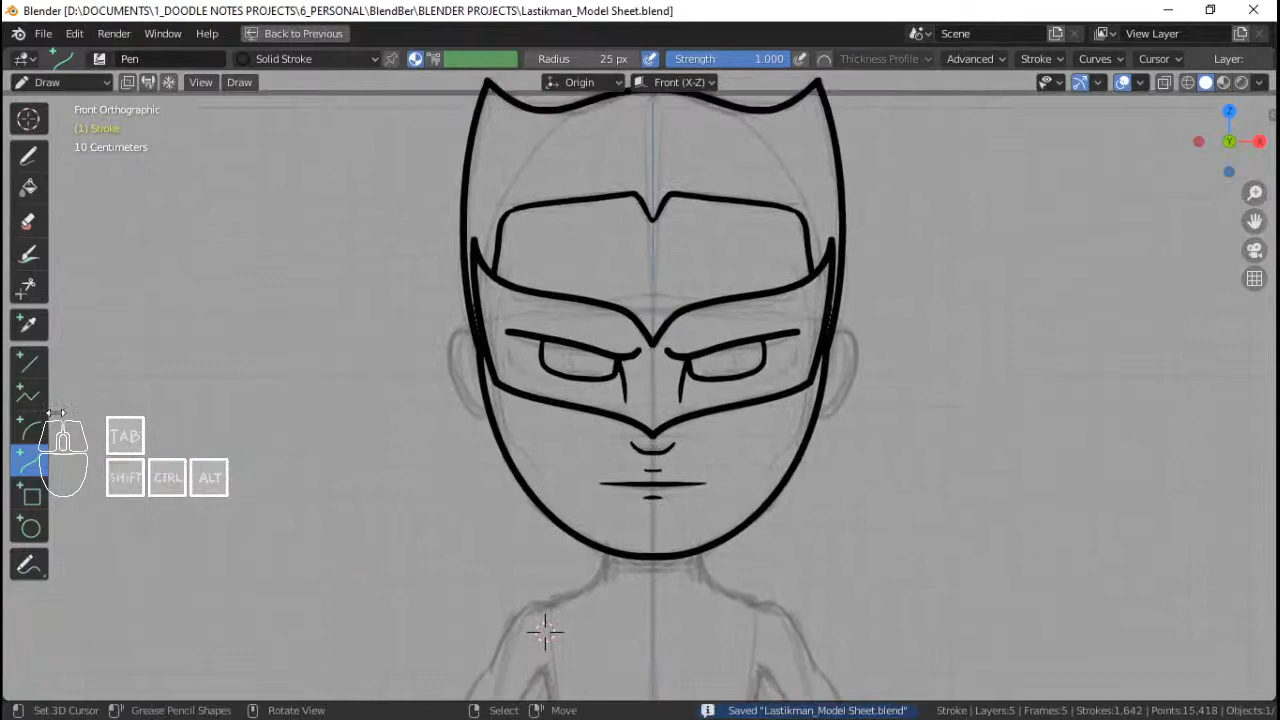 Blender [D:\DOCUMENTS\1_DOODLE NOTES PROJECTS\6_PERSONAL\BlendBer\BLENDER PROJECTS\Lastikman_Model Sheet.blend]
File Edit Render Window Help Back to Previous Scene View Layer
Pen Solid Stroke Radius 25 px Strength 1.000 Thickness Profile Advanced Stroke Curves Cursor Layer:
Draw View Draw Origin Front (X-Z)
Front Orthographic
(1) Stroke
10 Centimeters
Z
Y
X
TAB
SHIFT CTRL ALT
Set 3D Cursor Grease Pencil Shapes Rotate View Select Move Saved "Lastikman_Model Sheet.blend" Stroke | Layers:5 | Frames:5 | Strokes:1,642 | Points:15,418 | Objects:1/